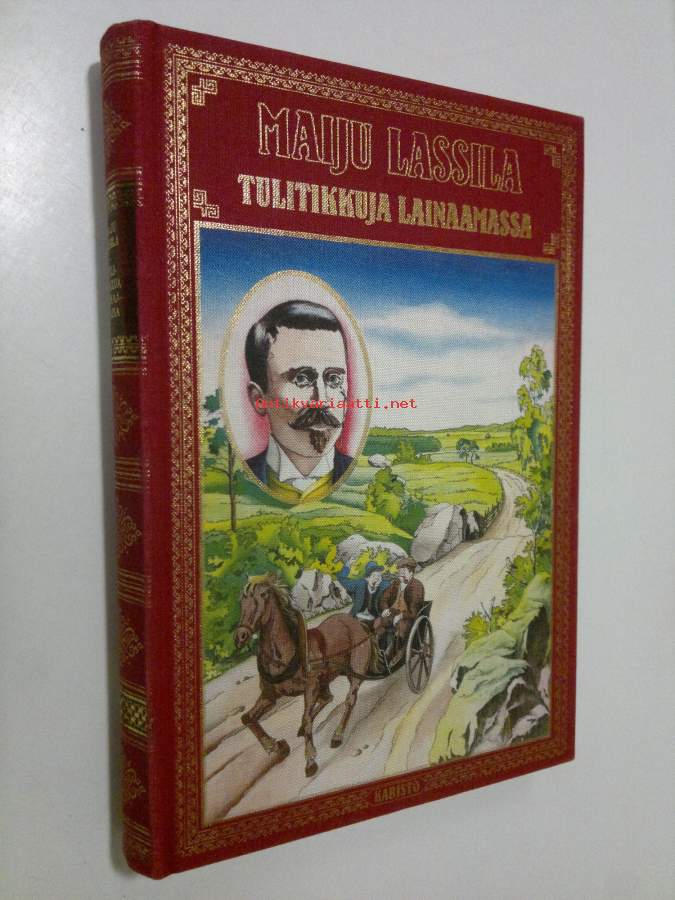 MAIJU LASSILA
TULITIKKUJA LAINAAMASSA
antikvariaatti.net
KARISTO